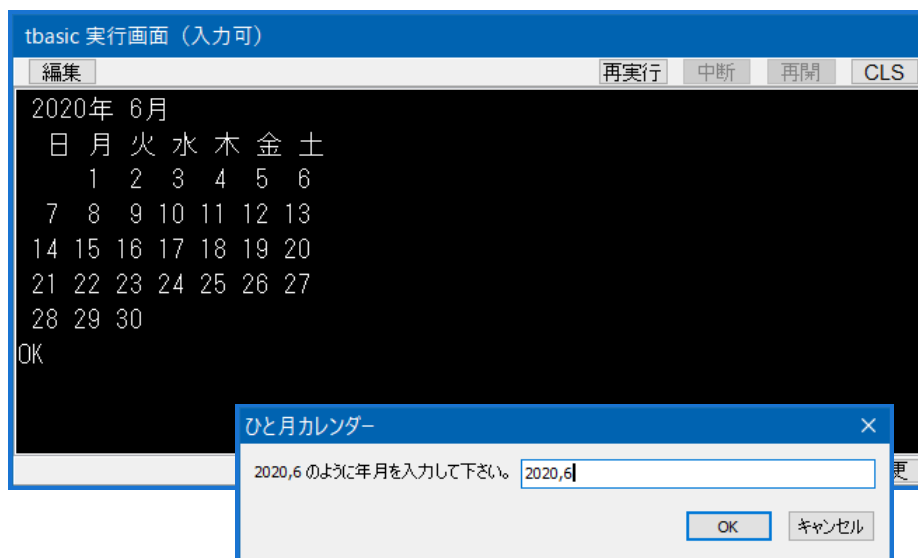 tbasic 実行画面（入力可）
編集 再実行 中断 再開 CLS
2020年 6月
日 月 火 水 木 金 土
1 2 3 4 5 6
7 8 9 10 11 12 13
14 15 16 17 18 19 20
21 22 23 24 25 26 27
28 29 30
OK
ひと月カレンダー
2020,6 のように年月を入力して下さい。 2020,6
更
OK キャンセル